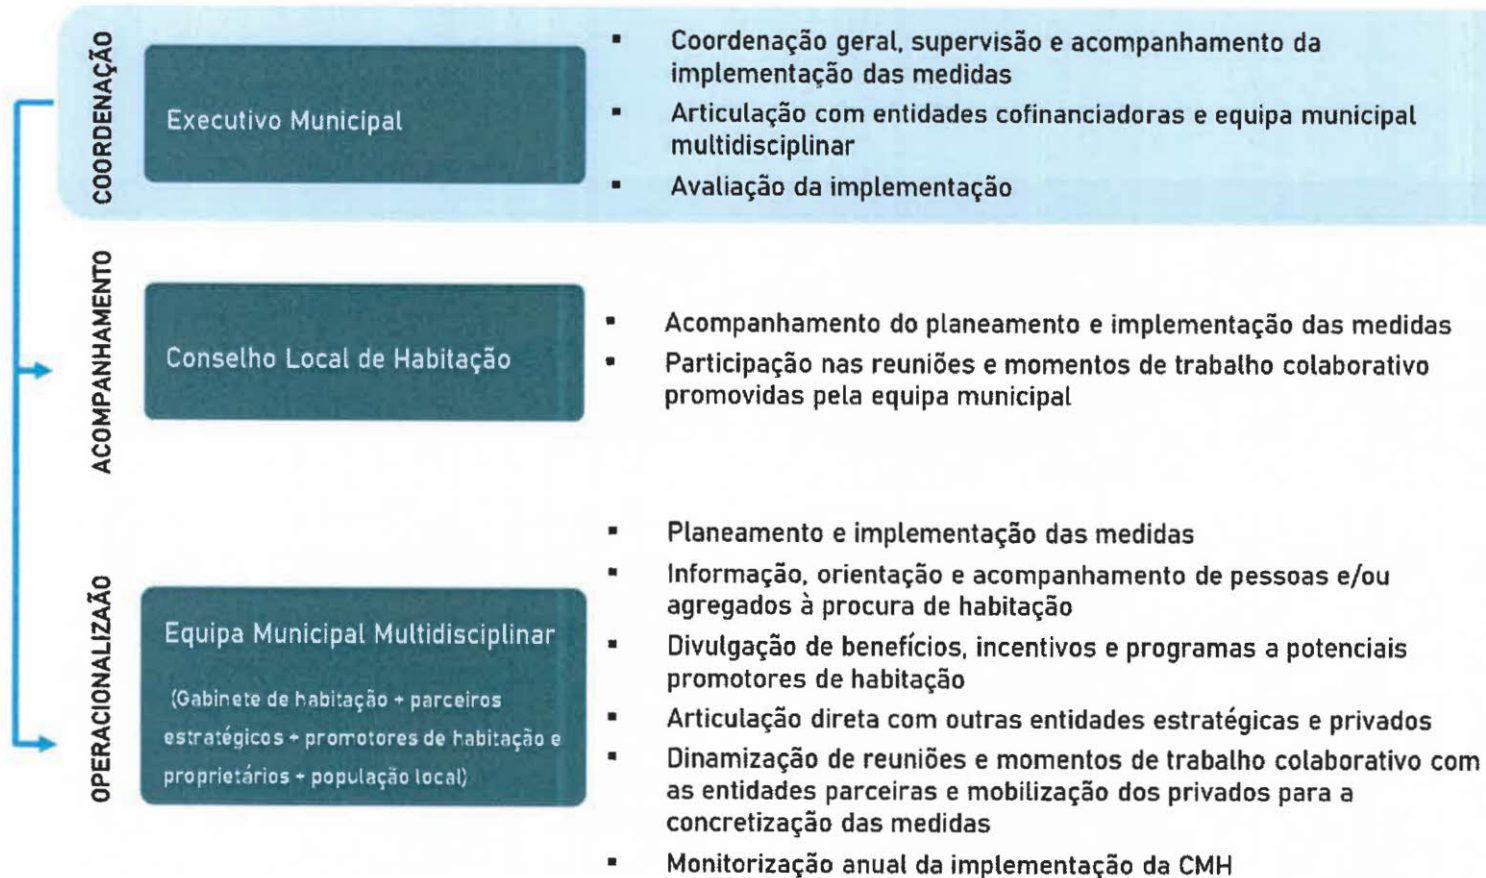 COORDENAÇÃO
Executivo Municipal
▪ Coordenação geral, supervisão e acompanhamento da
implementação das medidas
▪ Articulação com entidades cofinanciadoras e equipa municipal
multidisciplinar
▪ Avaliação da implementação
ACOMPANHAMENTO
Conselho Local de Habitação
▪ Acompanhamento do planeamento e implementação das medidas
▪ Participação nas reuniões e momentos de trabalho colaborativo
promovidas pela equipa municipal
OPERACIONALIZAÃO
Equipa Municipal Multidisciplinar
(Gabinete de habitação + parceiros
estratégicos + promotores de habitação e
proprietários + população local)
▪ Planeamento e implementação das medidas
▪ Informação, orientação e acompanhamento de pessoas e/ou
agregados à procura de habitação
▪ Divulgação de benefícios, incentivos e programas a potenciais
promotores de habitação
▪ Articulação direta com outras entidades estratégicas e privados
▪ Dinamização de reuniões e momentos de trabalho colaborativo com
as entidades parceiras e mobilização dos privados para a
concretização das medidas
▪ Monitorização anual da implementação da CMH